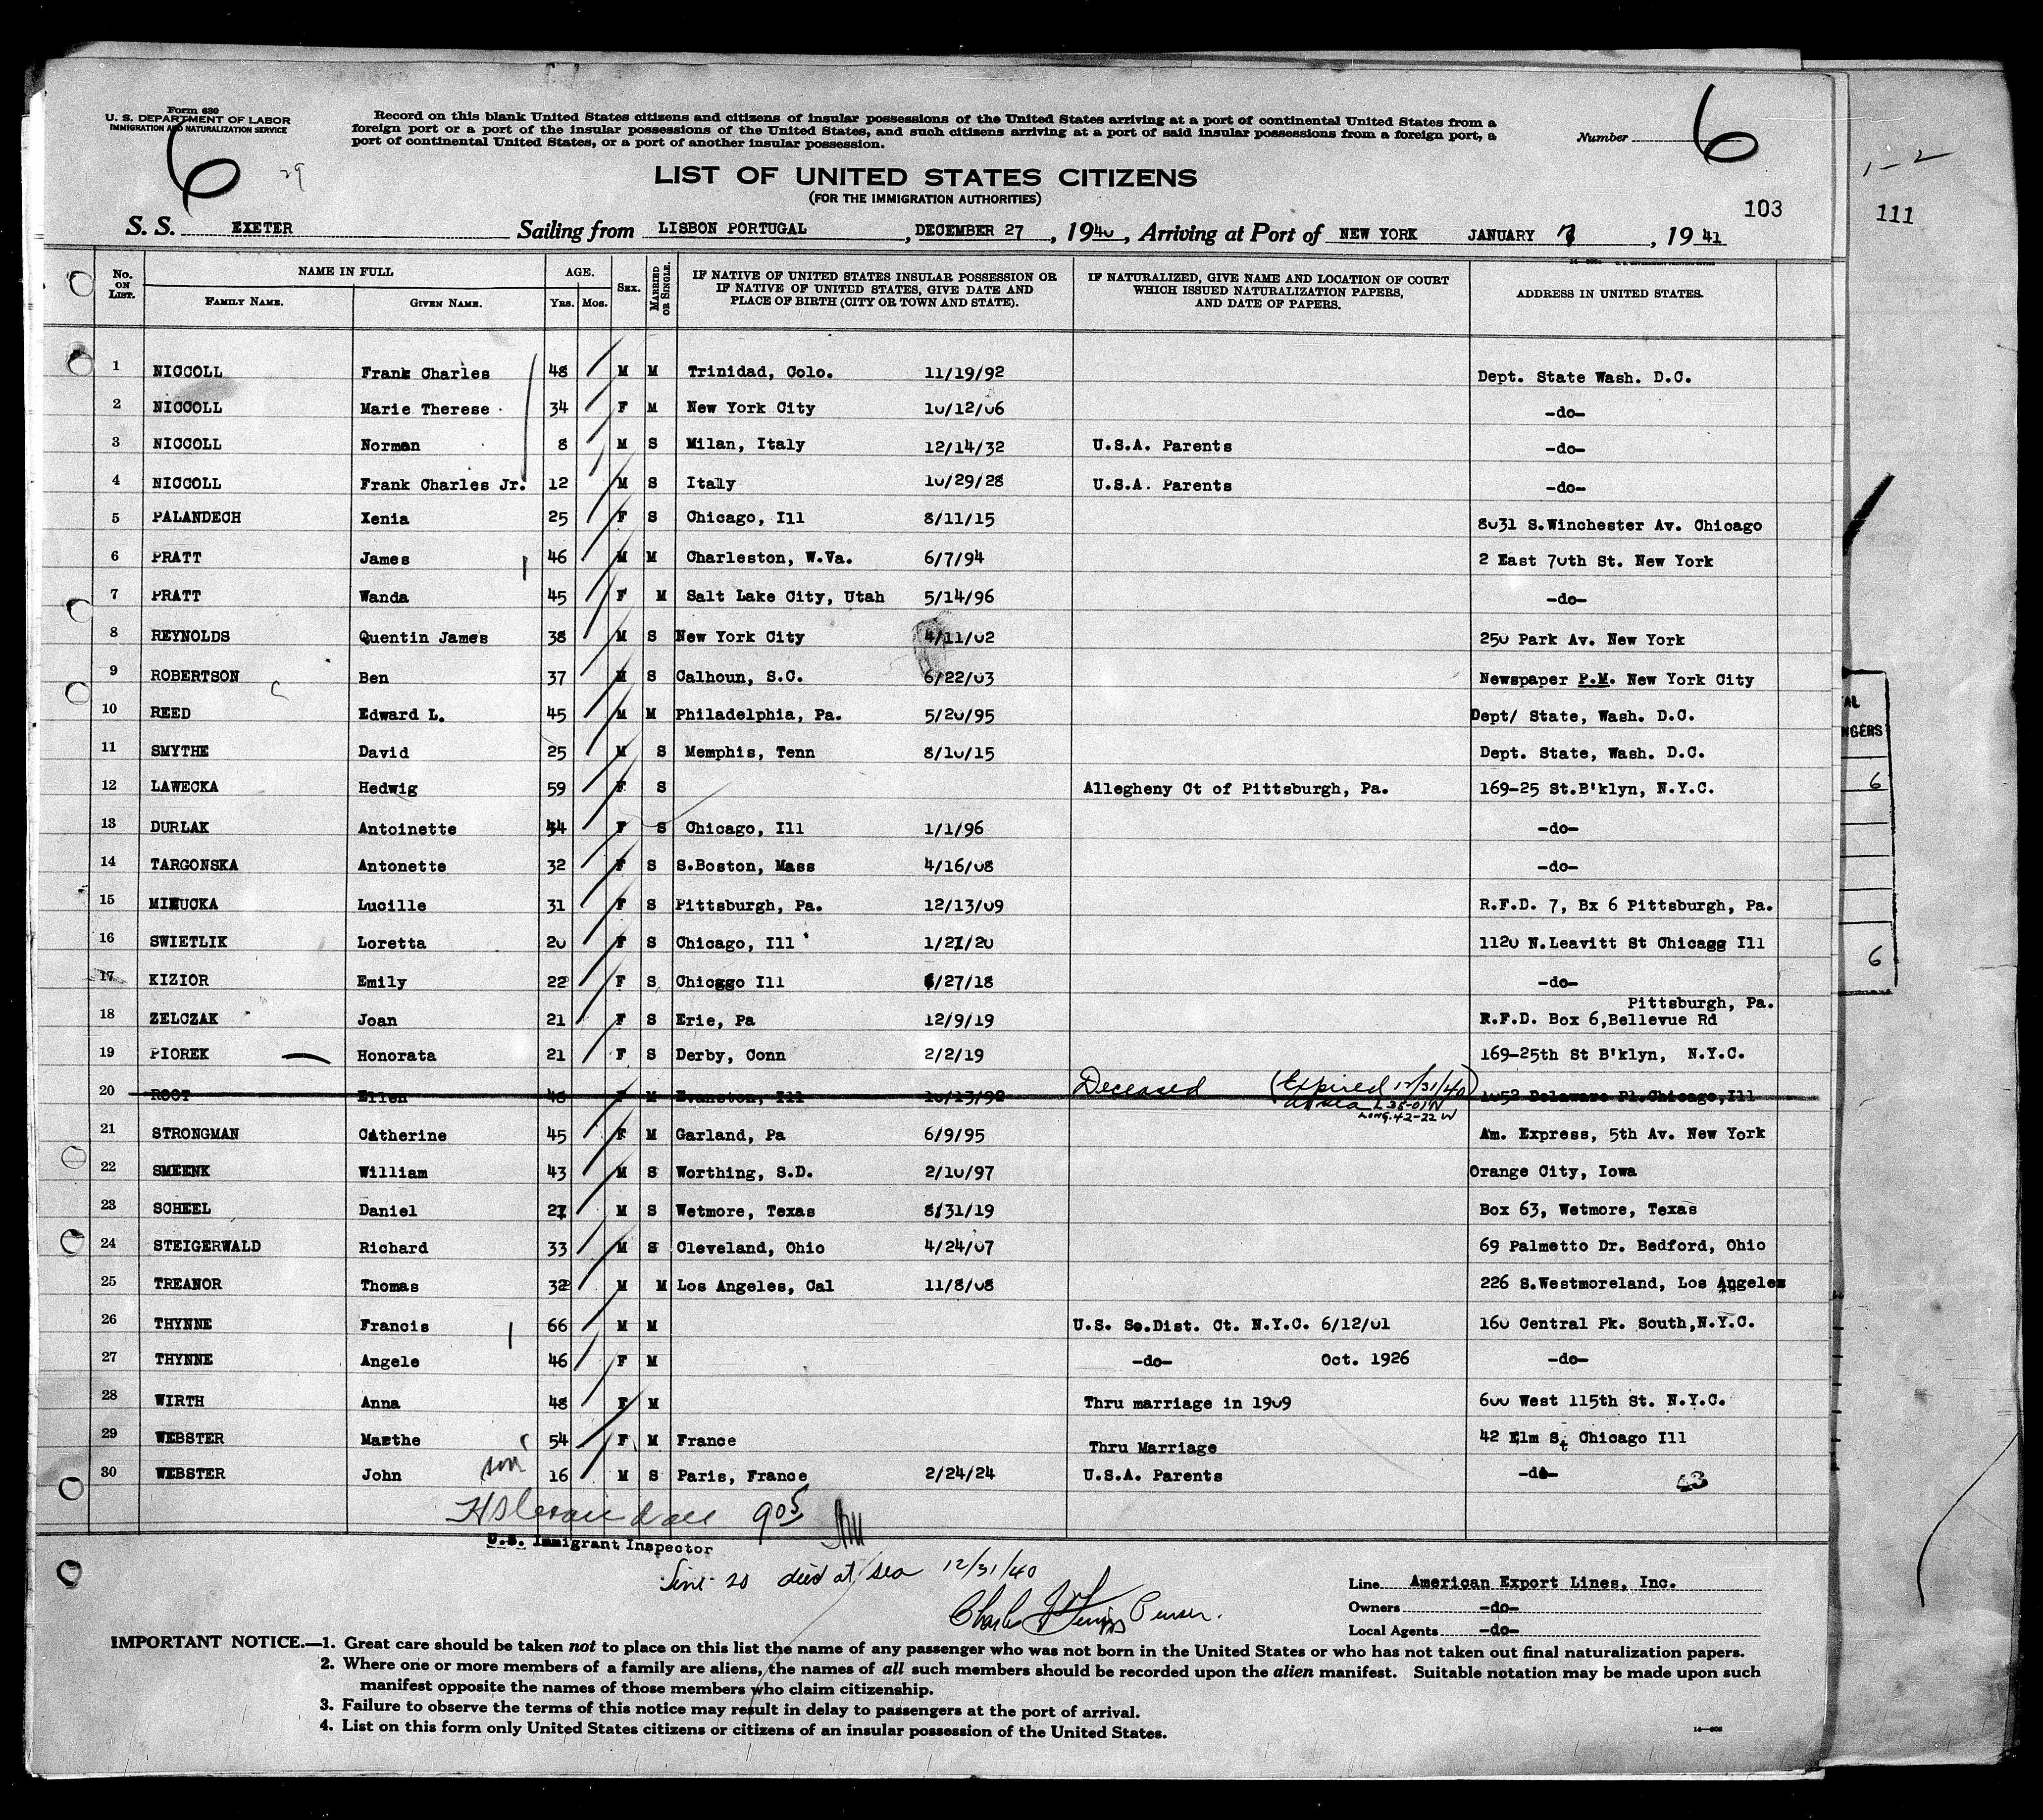 Form 630
U. S. DEPARTMENT OF LABOR
IMMIGRATION AND NATURALIZATION SERVICE
Record on this blank United States citizens and citizens of insular possessions of the United States arriving at a port of continental United States from a
foreign port or a port of the insular possessions of the United States, and such citizens arriving at a port of said insular possessions from a foreign port, a
port of continental United States, or a port of another insular possession.
Number 6
6 29
1-2
LIST OF UNITED STATES CITIZENS
(FOR THE IMMIGRATION AUTHORITIES)
103
111
S. S. EXETER Sailing from LISBON PORTUGAL, DECEMBER 27, 1940, Arriving at Port of NEW YORK JANUARY 7, 1941
No. ON LIST. NAME IN FULL FAMILY NAME. GIVEN NAME. AGE. Yrs. Mos. Sex. MARRIED OR SINGLE. IF NATIVE OF UNITED STATES INSULAR POSSESSION OR IF NATIVE OF UNITED STATES, GIVE DATE AND PLACE OF BIRTH (CITY OR TOWN AND STATE). IF NATURALIZED, GIVE NAME AND LOCATION OF COURT WHICH ISSUED NATURALIZATION PAPERS, AND DATE OF PAPERS. ADDRESS IN UNITED STATES.
1 NICCOLL Frank Charles 48 M M Trinidad, Colo. 11/19/92 Dept. State Wash. D.C.
2 NICCOLL Marie Therese 34 F M New York City 10/12/06 -do-
3 NICCOLL Norman 8 M S Milan, Italy 12/14/32 U.S.A. Parents -do-
4 NICCOLL Frank Charles Jr. 12 M S Italy 10/29/28 U.S.A. Parents -do-
5 PALANDECH Xenia 25 F S Chicago, Ill 8/11/15 8031 S.Winchester Av. Chicago
6 PRATT James 46 M M Charleston, W.Va. 6/7/94 2 East 70th St. New York
7 PRATT Wanda 45 F M Salt Lake City, Utah 5/14/96 -do-
8 REYNOLDS Quentin James 38 M S New York City 4/11/02 250 Park Av. New York
9 ROBERTSON Ben 37 M S Calhoun, S.C. 6/22/03 Newspaper P.M. New York City
10 REED Edward L. 45 M M Philadelphia, Pa. 5/20/95 Dept/ State, Wash. D.C.
11 SMYTHE David 25 M S Memphis, Tenn 8/10/15 Dept. State, Wash. D.C.
12 LAWECKA Hedwig 59 F S Allegheny Ct of Pittsburgh, Pa. 169-25 St.B'klyn, N.Y.C.
13 DURLAK Antoinette 44 F S Chicago, Ill 1/1/96 -do-
14 TARGONSKA Antonette 32 F S S.Boston, Mass 4/16/08 -do-
15 MINUCKA Lucille 31 F S Pittsburgh, Pa. 12/13/09 R.F.D. 7, Bx 6 Pittsburgh, Pa.
16 SWIETLIK Loretta 20 F S Chicago, Ill 1/21/20 1120 N.Leavitt St Chicagg Ill
17 KIZIOR Emily 22 F S Chicggo Ill 6/27/18 -do-
18 ZELCZAK Joan 21 F S Erie, Pa 12/9/19 Pittsburgh, Pa.
R.F.D. Box 6,Bellevue Rd
19 PIOREK Honorata 21 F S Derby, Conn 2/2/19 169-25th St B'klyn, N.Y.C.
20 ROOT Ellen 48 F M Evanston, Ill 10/13/92 Deceased (Expired 12/31/40) 1052 Delaware Pl.Chicago,Ill
at sea L 38-01 N
Long. 42-22 W
21 STRONGMAN Catherine 45 F M Garland, Pa 6/9/95 Am. Express, 5th Av. New York
22 SMEENK William 43 M S Worthing, S.D. 2/10/97 Orange City, Iowa
23 SCHEEL Daniel 21 M S Wetmore, Texas 8/31/19 Box 63, Wetmore, Texas
24 STEIGERWALD Richard 33 M S Cleveland, Ohio 4/24/07 69 Palmetto Dr. Bedford, Ohio
25 TREANOR Thomas 32 M M Los Angeles, Cal 11/8/08 226 S.Westmoreland, Los Angeles
26 THYNNE Francis 66 M M U.S. So.Dist. Ct. N.Y.C. 6/12/01 160 Central Pk. South,N.Y.C.
27 THYNNE Angele 46 F M -do- Oct. 1926 -do-
28 WIRTH Anna 48 F M Thru marriage in 1909 600 West 115th St. N.Y.C.
29 WEBSTER Marthe 54 F M France Thru Marriage 42 Elm St Chicago Ill
30 WEBSTER John son 16 M S Paris, France 2/24/24 U.S.A. Parents -do-
43
905
U.S. Immigrant Inspector
Line 20 died at sea 12/31/40
Charles Purser.
Line American Export Lines, Inc.
Owners -do-
Local Agents -do-
IMPORTANT NOTICE.—1. Great care should be taken not to place on this list the name of any passenger who was not born in the United States or who has not taken out final naturalization papers.
2. Where one or more members of a family are aliens, the names of all such members should be recorded upon the alien manifest. Suitable notation may be made upon such
manifest opposite the names of those members who claim citizenship.
3. Failure to observe the terms of this notice may result in delay to passengers at the port of arrival.
4. List on this form only United States citizens or citizens of an insular possession of the United States.
6
6